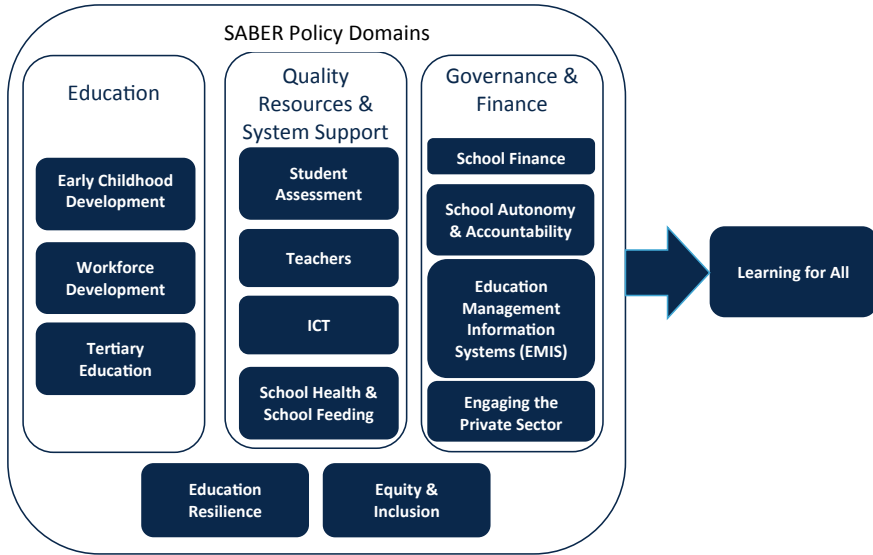 SABER Policy Domains
Education
Early Childhood
Development
Workforce
Development
Tertiary
Education
Quality
Resources &
System Support
Student
Assessment
Teachers
ICT
School Health &
School Feeding
Governance &
Finance
School Finance
School Autonomy
& Accountability
Education
Management
Information
Systems (EMIS)
Engaging the
Private Sector
Education
Resilience
Equity &
Inclusion
Learning for All